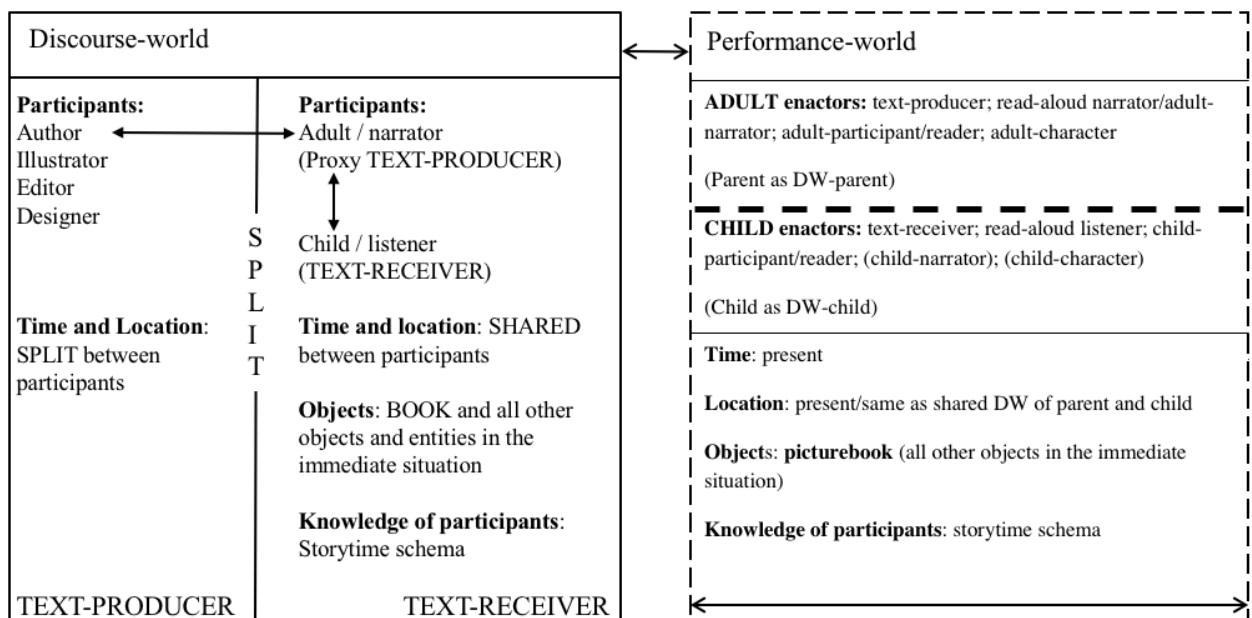 Discourse-world
Participants:
Author
Illustrator
Editor
Designer
Time and Location:
SPLIT between
participants
TEXT-PRODUCER
S
P
L
I
T
Participants:
Adult / narrator
(Proxy TEXT-PRODUCER)
Child / listener
(TEXT-RECEIVER)
Time and location: SHARED
between participants
Objects: BOOK and all other
objects and entities in the
immediate situation
Knowledge of participants:
Storytime schema
TEXT-RECEIVER
Performance-world
ADULT enactors: text-producer; read-aloud narrator/adult-
narrator; adult-participant/reader; adult-character
(Parent as DW-parent)
CHILD enactors: text-receiver; read-aloud listener; child-
participant/reader; (child-narrator); (child-character)
(Child as DW-child)
Time: present
Location: present/same as shared DW of parent and child
Objects: picturebook (all other objects in the immediate
situation)
Knowledge of participants: storytime schema